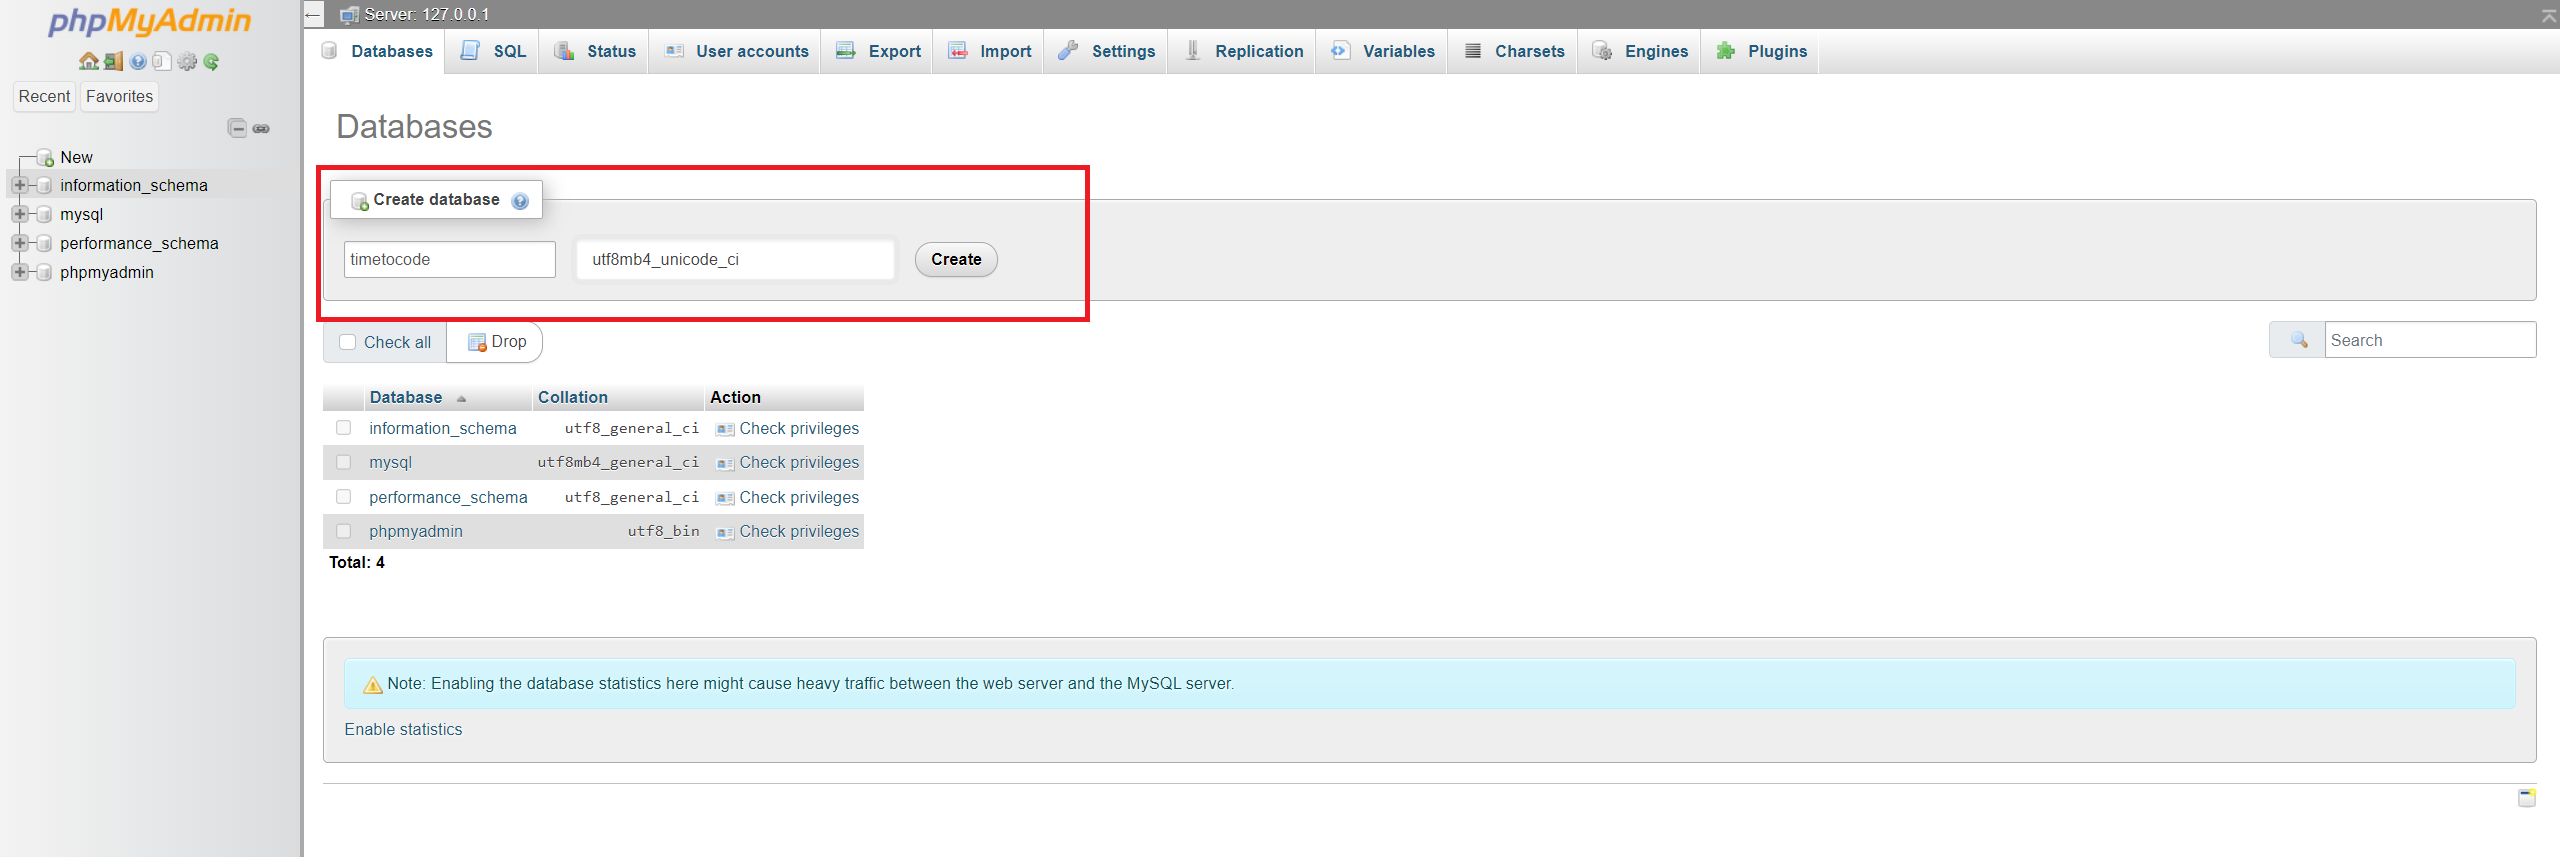 phpMyAdmin
Recent Favorites
New
information_schema
mysql
performance_schema
phpmyadmin
Server: 127.0.0.1
Databases SQL Status User accounts Export Import Settings Replication Variables Charsets Engines Plugins
Databases
Create database
timetocode utf8mb4_unicode_ci Create
Check all Drop Search
Database Collation Action
information_schema utf8_general_ci Check privileges
mysql utf8mb4_general_ci Check privileges
performance_schema utf8_general_ci Check privileges
phpmyadmin utf8_bin Check privileges
Total: 4
Note: Enabling the database statistics here might cause heavy traffic between the web server and the MySQL server.
Enable statistics